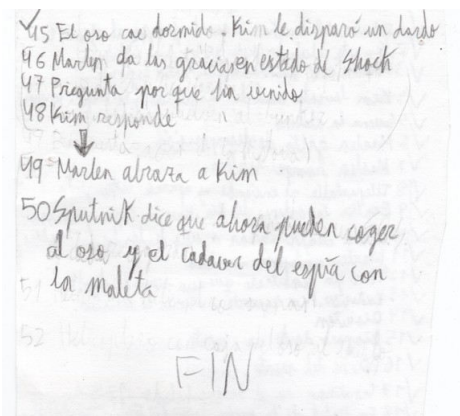 45 El oso cae dormido. Kim le disparó un dardo
46 Marlen da las gracias en estado de Shock
47 Pregunta por que ha venido
48 Kim responde
49 Marlen abraza a Kim
50 Sputnik dice que ahora pueden coger
al oso y el cadaver del espía con
la maleta
51
52
FIN